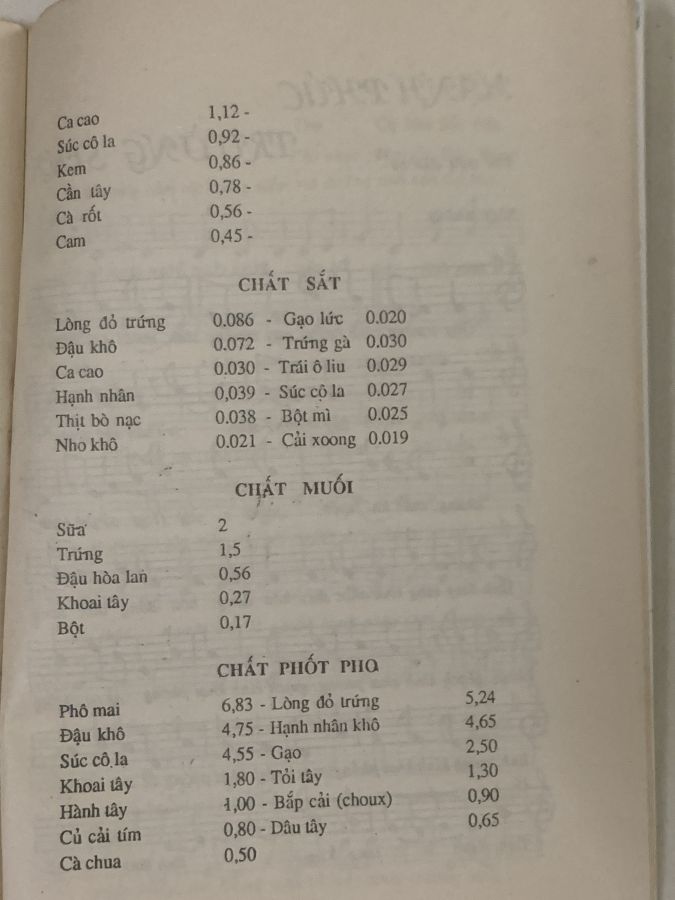 Ca cao 1,12 -
Súc cô la 0,92 -
Kem 0,86 -
Cần tây 0,78 -
Cà rốt 0,56 -
Cam 0,45 -
CHẤT SẮT
Lòng đỏ trứng 0.086 - Gạo lức 0.020
Đậu khô 0.072 - Trứng gà 0.030
Ca cao 0.030 - Trái ô liu 0.029
Hạnh nhân 0,039 - Súc cô la 0.027
Thịt bò nạc 0.038 - Bột mì 0.025
Nho khô 0.021 - Cải xoong 0.019
CHẤT MUỐI
Sữa 2
Trứng 1,5
Đậu hòa lan 0,56
Khoai tây 0,27
Bột 0,17
CHẤT PHỐT PHO
Phô mai 6,83 - Lòng đỏ trứng 5,24
Đậu khô 4,75 - Hạnh nhân khô 4,65
Súc cô la 4,55 - Gạo 2,50
Khoai tây 1,80 - Tỏi tây 1,30
Hành tây 1,00 - Bắp cải (choux) 0,90
Củ cải tím 0,80 - Dâu tây 0,65
Cà chua 0,50